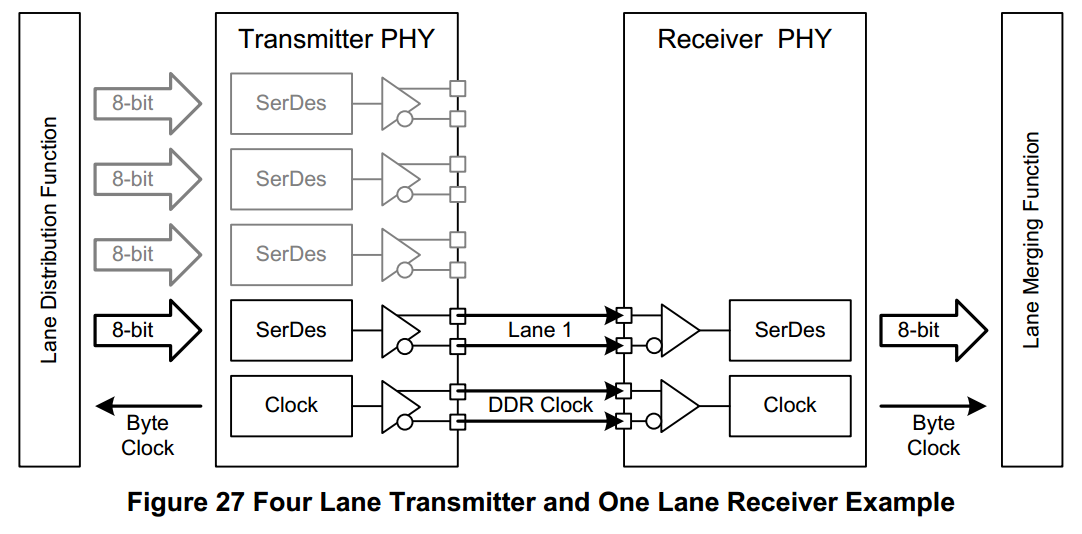 Transmitter PHY
Receiver PHY
Lane Distribution Function
8-bit
SerDes
8-bit
SerDes
8-bit
SerDes
8-bit
SerDes
Lane 1
SerDes
8-bit
Lane Merging Function
Byte
Clock
Clock
DDR Clock
Clock
Byte
Clock
Figure 27 Four Lane Transmitter and One Lane Receiver Example